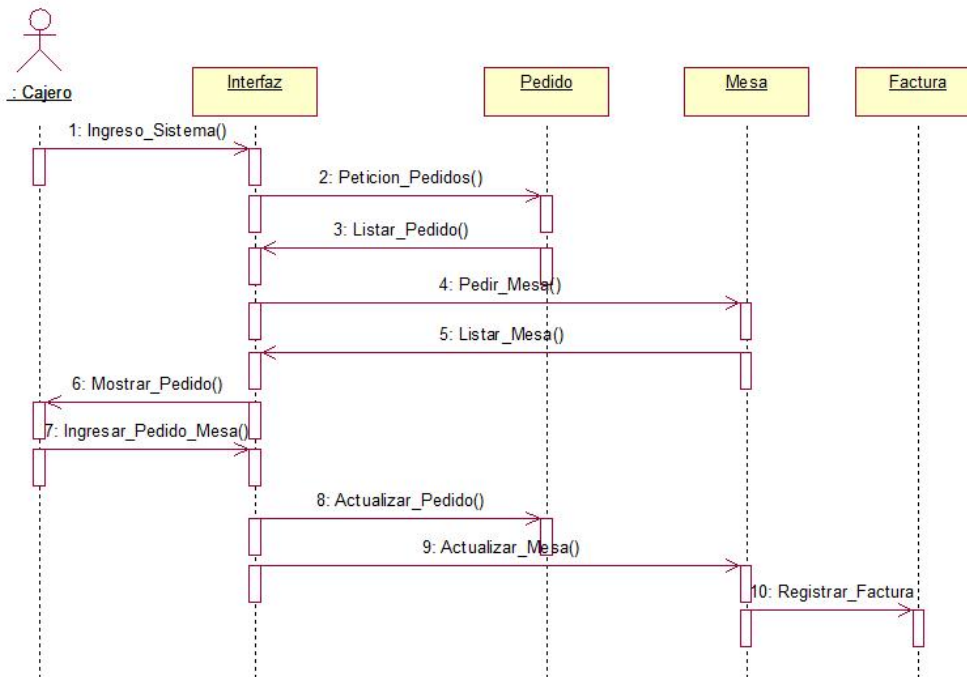 : Cajero
Interfaz
Pedido
Mesa
Factura
1: Ingreso_Sistema()
2: Peticion_Pedidos()
3: Listar_Pedido()
4: Pedir_Mesa()
5: Listar_Mesa()
6: Mostrar_Pedido()
7: Ingresar_Pedido_Mesa()
8: Actualizar_Pedido()
9: Actualizar_Mesa()
10: Registrar_Factura